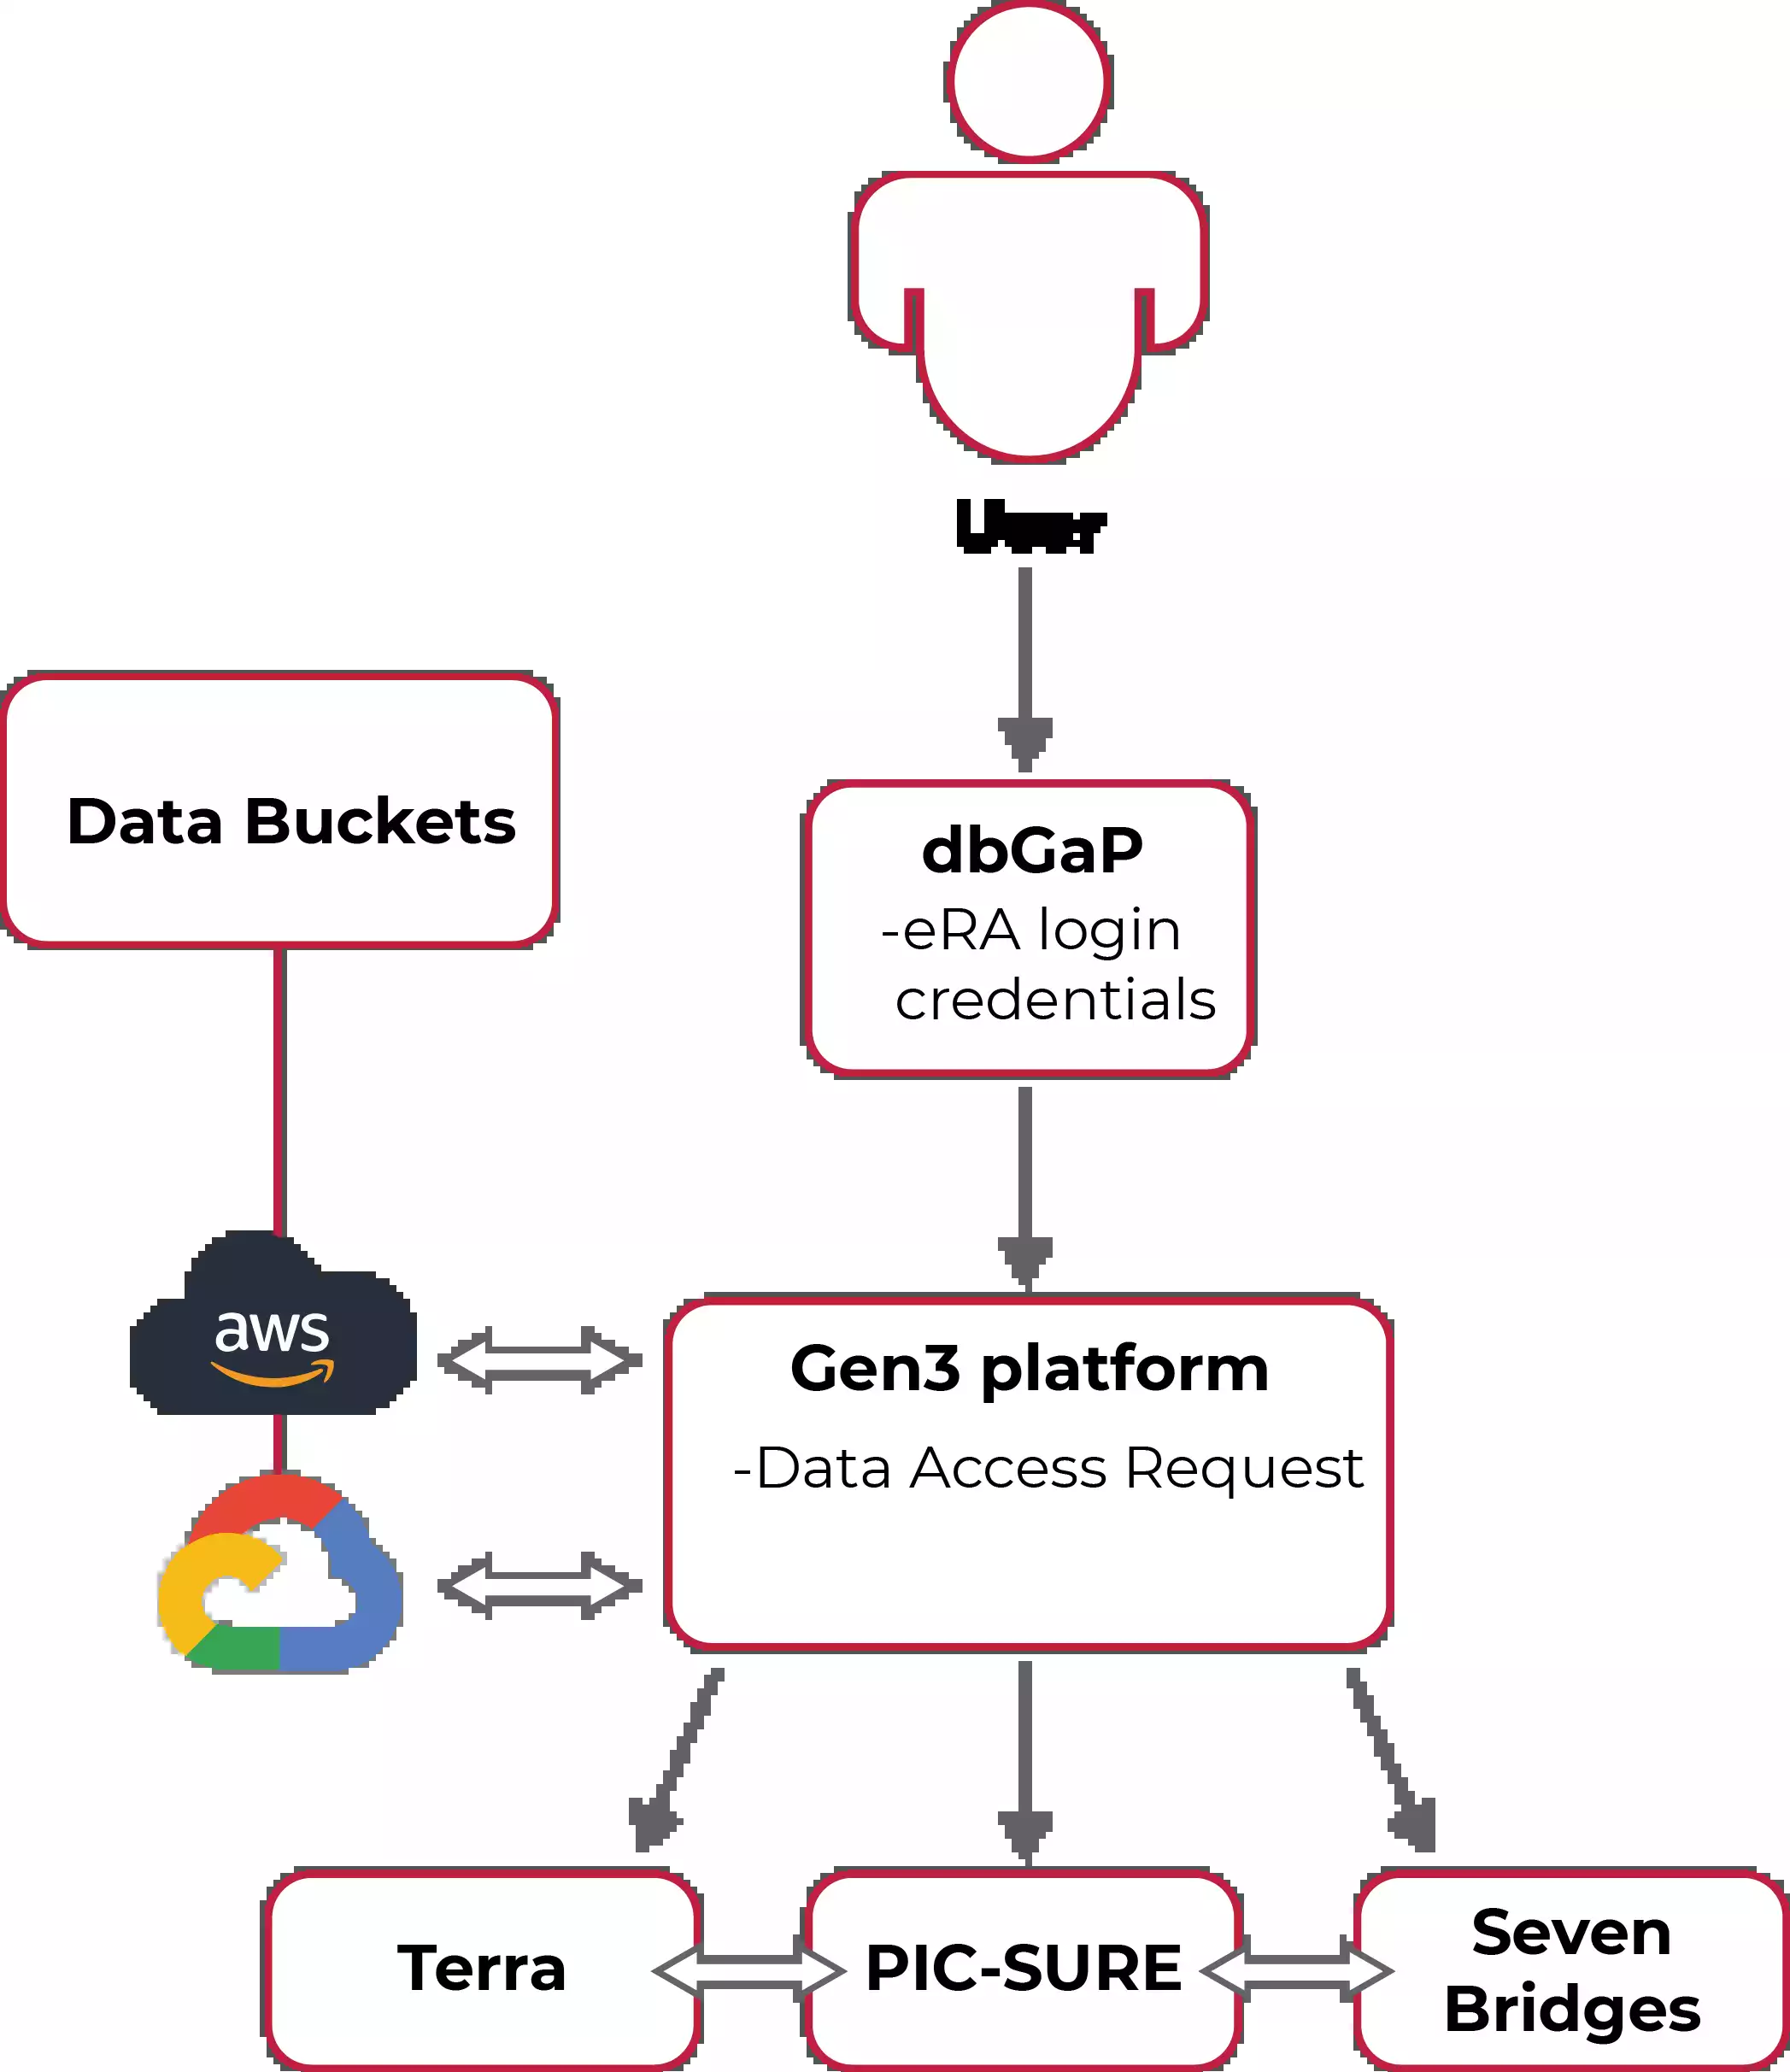 User
Data Buckets
dbGaP
-eRA login
credentials
aws
Gen3 platform
-Data Access Request
Terra
PIC-SURE
Seven
Bridges